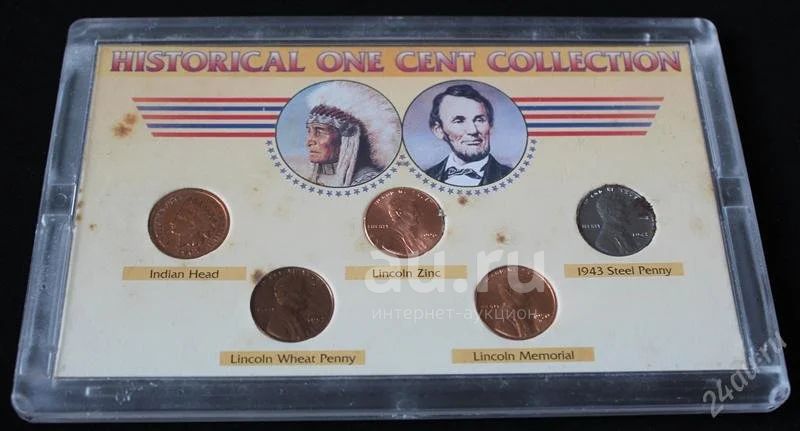 HISTORICAL ONE CENT COLLECTION
Indian Head
Lincoln Zinc
1943 Steel Penny
Lincoln Wheat Penny
Lincoln Memorial
au.ru
интернет-аукцион
24au.ru